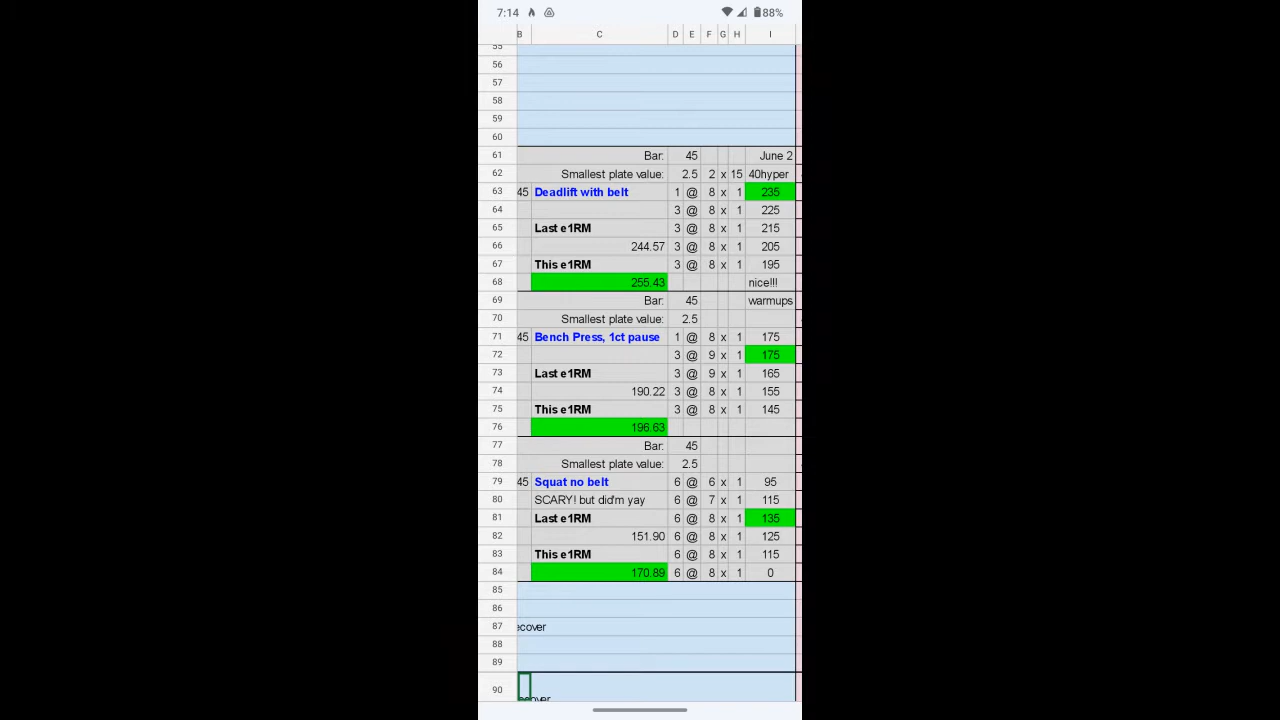 7:14 88%
B C D E F G H I
55
56
57
58
59
60
61 Bar: 45 June 2
62 Smallest plate value: 2.5 2 x 15 40hyper
63 45 Deadlift with belt 1 @ 8 x 1 235
64 3 @ 8 x 1 225
65 Last e1RM 3 @ 8 x 1 215
66 244.57 3 @ 8 x 1 205
67 This e1RM 3 @ 8 x 1 195
68 255.43 nice!!!
69 Bar: 45 warmups
70 Smallest plate value: 2.5
71 45 Bench Press, 1ct pause 1 @ 8 x 1 175
72 3 @ 9 x 1 175
73 Last e1RM 3 @ 9 x 1 165
74 190.22 3 @ 8 x 1 155
75 This e1RM 3 @ 8 x 1 145
76 196.63
77 Bar: 45
78 Smallest plate value: 2.5
79 45 Squat no belt 6 @ 6 x 1 95
80 SCARY! but did'm yay 6 @ 7 x 1 115
81 Last e1RM 6 @ 8 x 1 135
82 151.90 6 @ 8 x 1 125
83 This e1RM 6 @ 8 x 1 115
84 170.89 6 @ 8 x 1 0
85
86
87 ecover
88
89
90 ecover